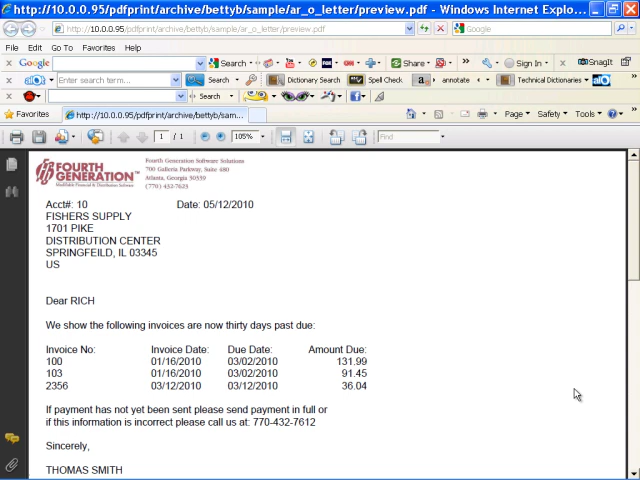 http://10.0.0.95/pdfprint/archive/bettyb/sample/ar_o_letter/preview.pdf - Windows Internet Explo...
http://10.0.0.95/pdfprint/archive/bettyb/sample/ar_o_letter/preview.pdf
Google
File Edit Go To Favorites Help
x Google Search Share Sign In SnagIt
x Enter search term... Search Dictionary Search Spell Check annotate Technical Dictionaries
x Search
Favorites http://10.0.0.95/pdfprint/archive/bettyb/sam... Page Safety Tools
1 / 1 105% Find
FOURTH GENERATION
Fourth Generation Software Solutions
700 Galleria Parkway, Suite 480
Atlanta, Georgia 30339
(770) 432-7623
Acct#: 10 Date: 05/12/2010
FISHERS SUPPLY
1701 PIKE
DISTRIBUTION CENTER
SPRINGFEILD, IL 03345
US
Dear RICH
We show the following invoices are now thirty days past due:
Invoice No: Invoice Date: Due Date: Amount Due:
100 01/16/2010 03/02/2010 131.99
103 01/16/2010 03/02/2010 91.45
2356 03/12/2010 03/12/2010 36.04
If payment has not yet been sent please send payment in full or
if this information is incorrect please call us at: 770-432-7612
Sincerely,
THOMAS SMITH